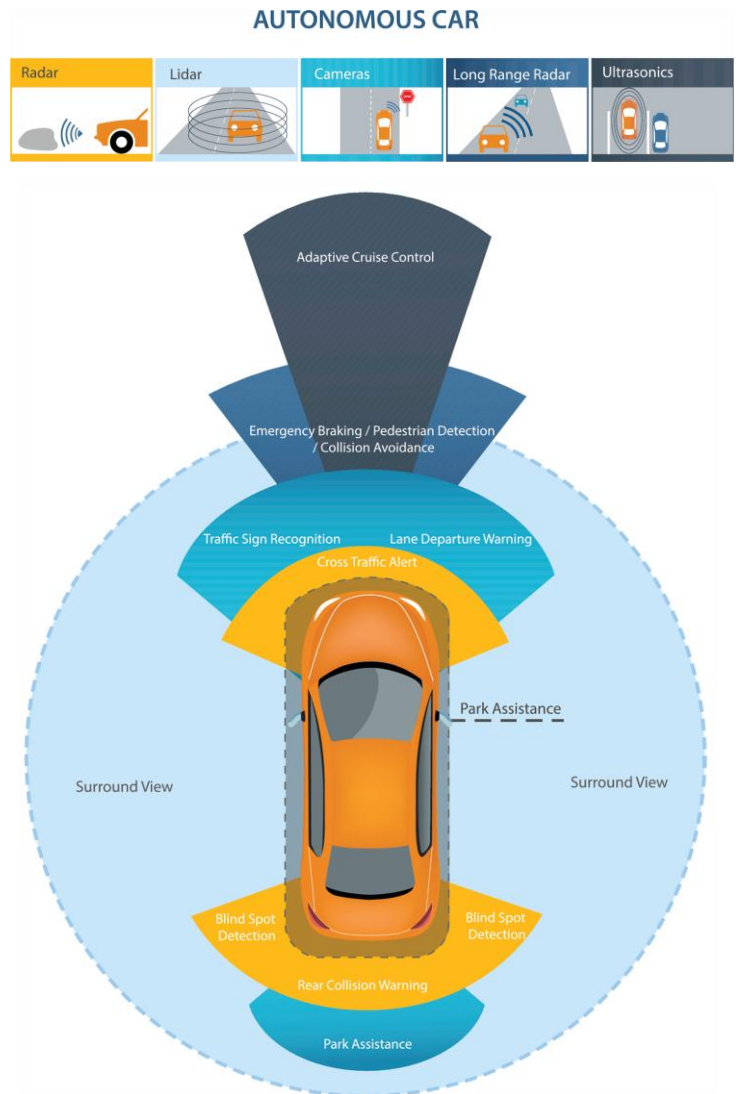 AUTONOMOUS CAR
Radar
Lidar
Cameras
Long Range Radar
Ultrasonics
STOP
Adaptive Cruise Control
Emergency Braking / Pedestrian Detection
/ Collision Avoidance
Traffic Sign Recognition
Lane Departure Warning
Cross Traffic Alert
Park Assistance
Surround View
Surround View
Blind Spot
Detection
Blind Spot
Detection
Rear Collision Warning
Park Assistance